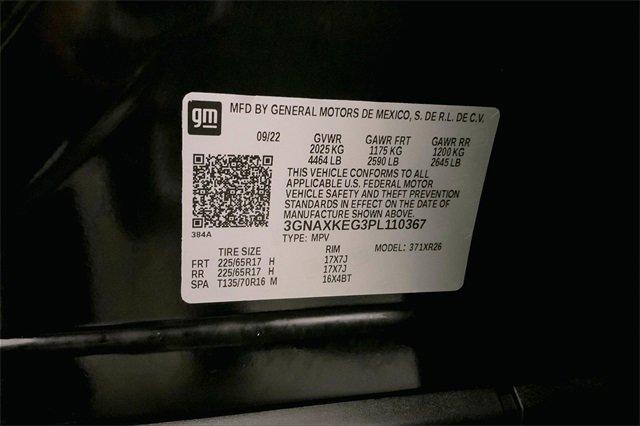 gm
MFD BY GENERAL MOTORS DE MEXICO, S. DE R.L. DE C.V.
09/22 GVWR GAWR FRT GAWR RR
2025 KG 1175 KG 1200 KG
4464 LB 2590 LB 2645 LB
THIS VEHICLE CONFORMS TO ALL
APPLICABLE U.S. FEDERAL MOTOR
VEHICLE SAFETY AND THEFT PREVENTION
STANDARDS IN EFFECT ON THE DATE OF
MANUFACTURE SHOWN ABOVE.
384A 3GNAXKEG3PL110367
TYPE: MPV MODEL: 371XR26
TIRE SIZE RIM
FRT 225/65R17 H 17X7J
RR 225/65R17 H 17X7J
SPA T135/70R16 M 16X4BT